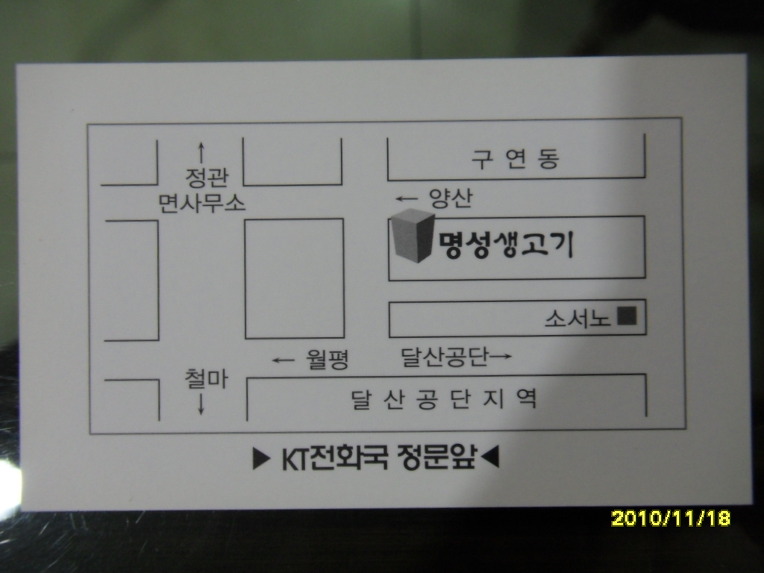 구 연 동
↑
정관
면사무소
← 양산
명성생고기
소서노 ■
← 월평
달산공단→
철마
↓
달 산 공 단 지 역
▶ KT전화국 정문앞 ◀
2010/11/18